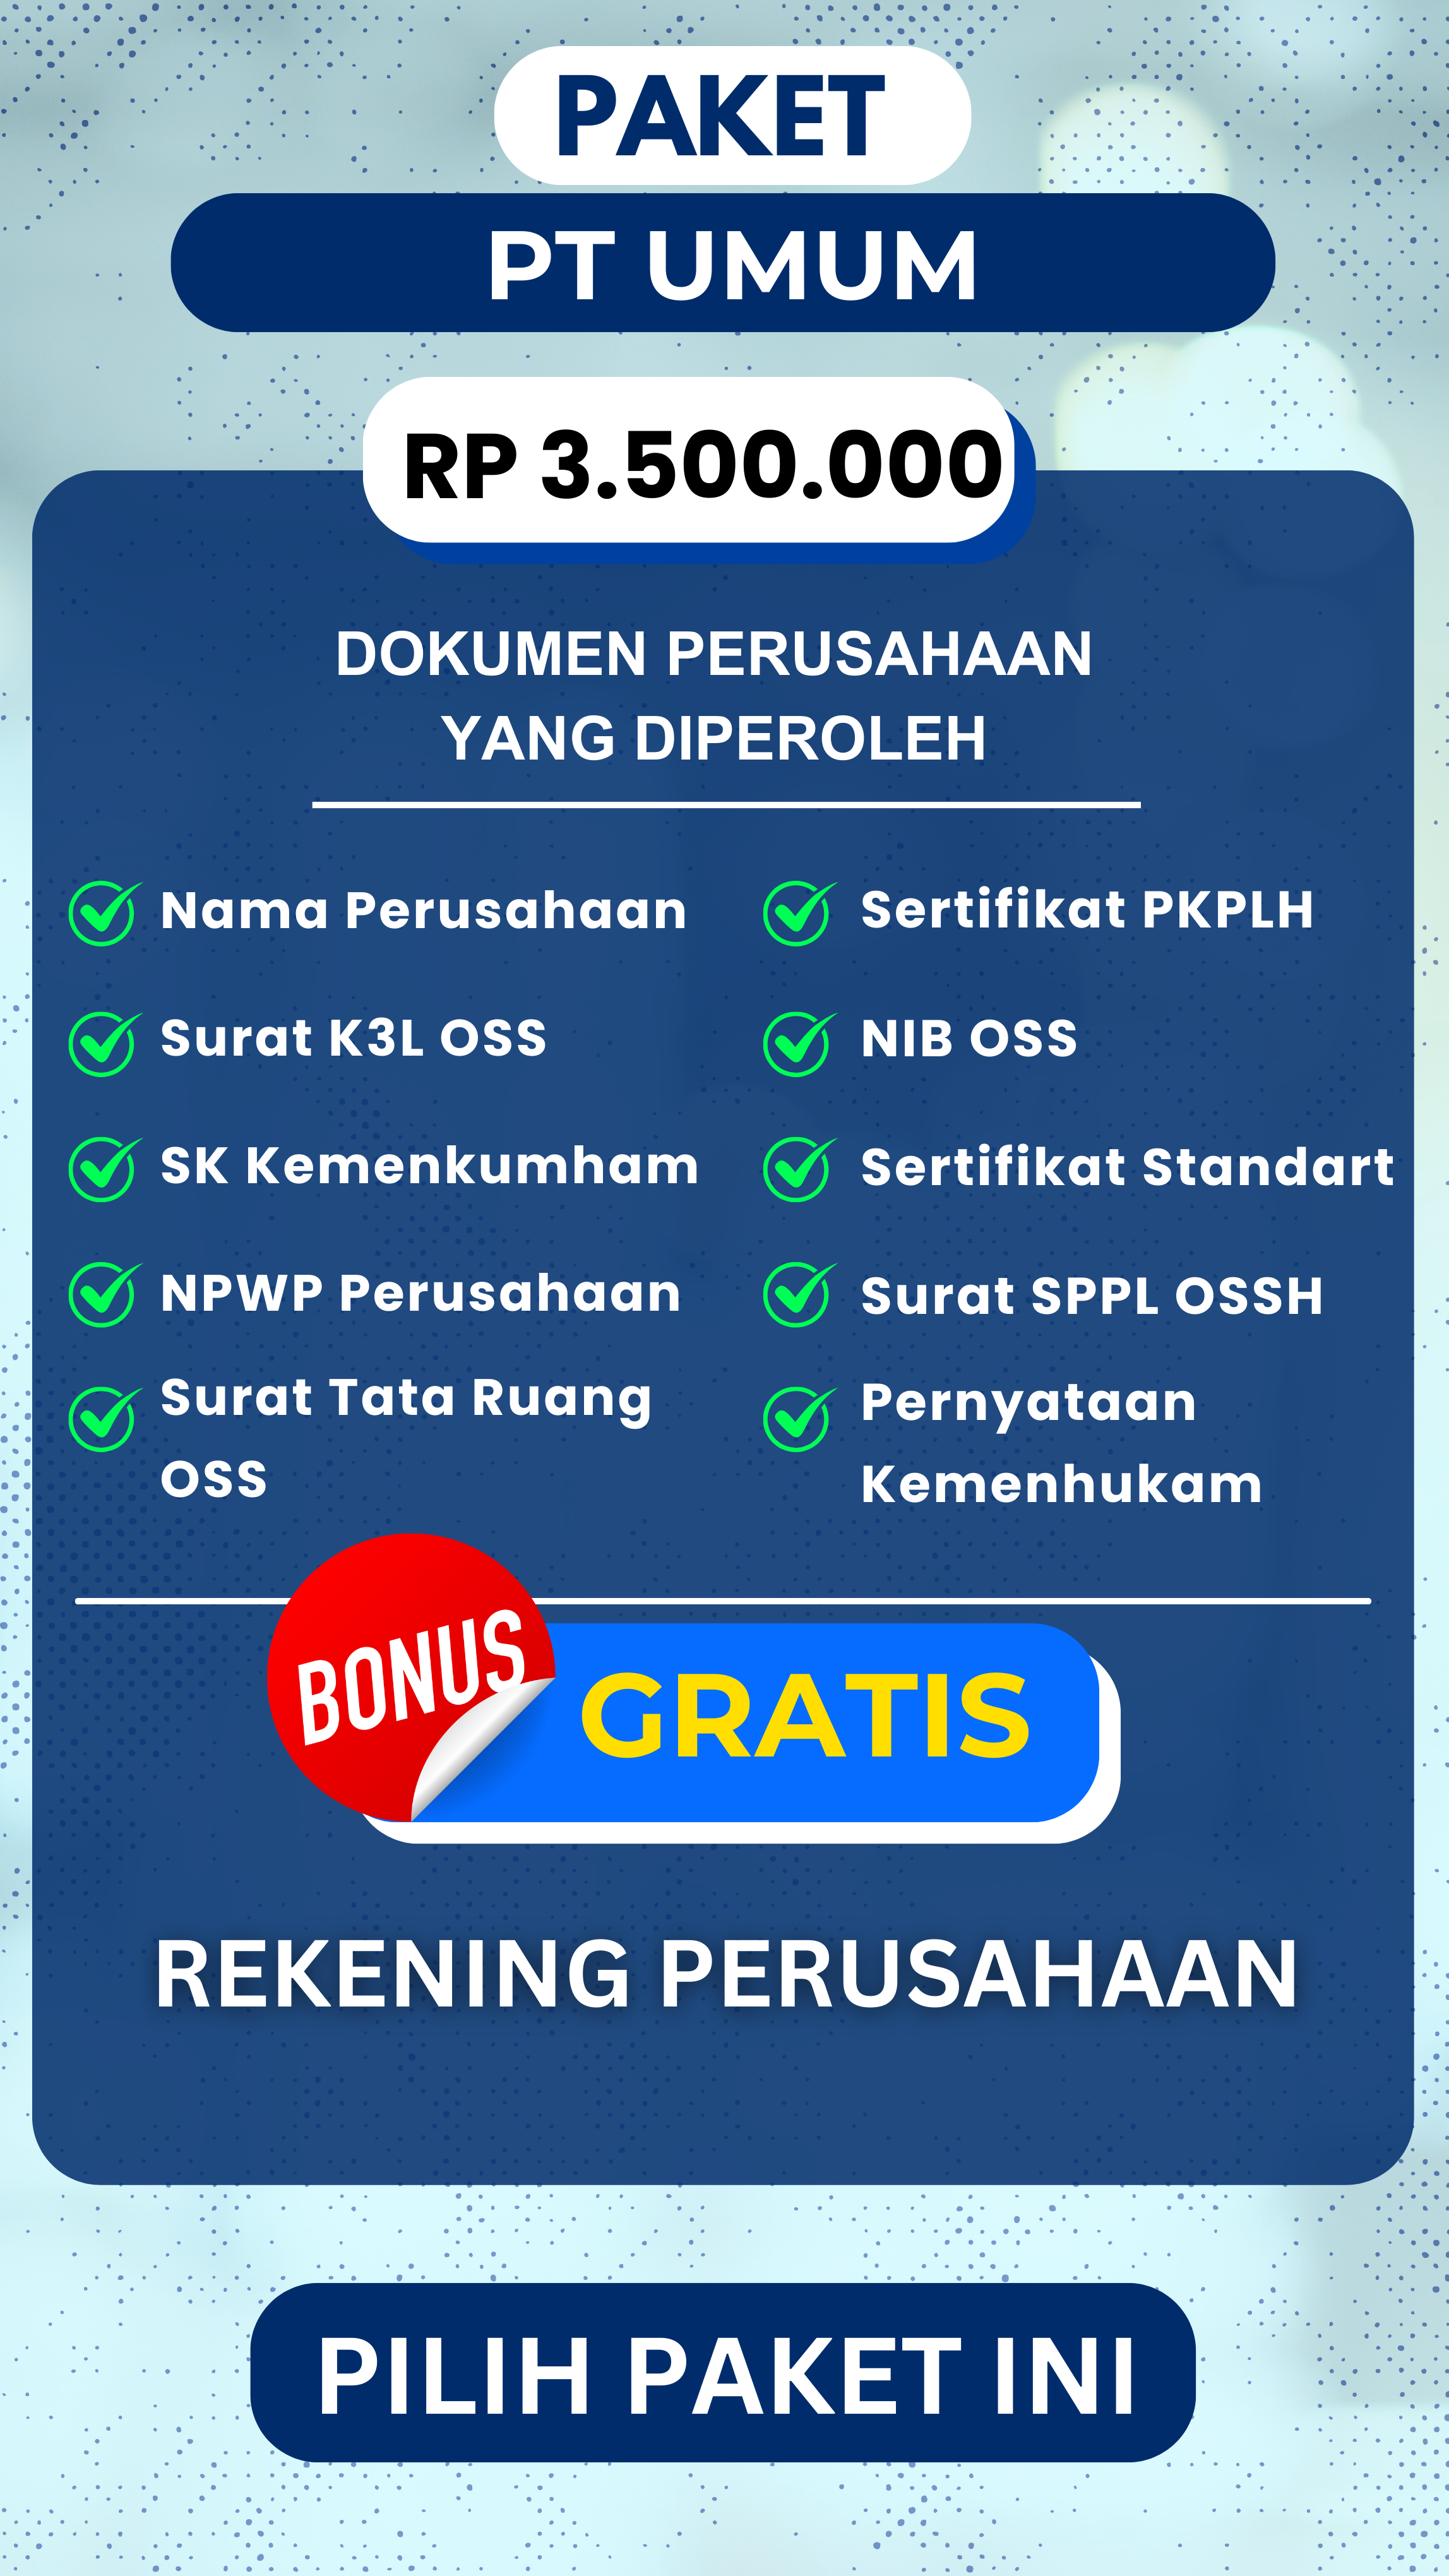 PAKET
PT UMUM
RP 3.500.000
DOKUMEN PERUSAHAAN
YANG DIPEROLEH
Nama Perusahaan
Surat K3L OSS
SK Kemenkumham
NPWP Perusahaan
Surat Tata Ruang
OSS
Sertifikat PKPLH
NIB OSS
Sertifikat Standart
Surat SPPL OSSH
Pernyataan
Kemenhukam
BONUS
GRATIS
REKENING PERUSAHAAN
PILIH PAKET INI